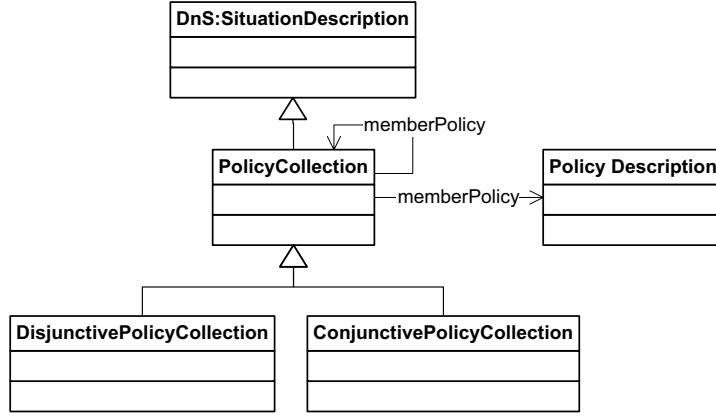 DnS:SituationDescription
memberPolicy
PolicyCollection
Policy Description
memberPolicy
DisjunctivePolicyCollection
ConjunctivePolicyCollection